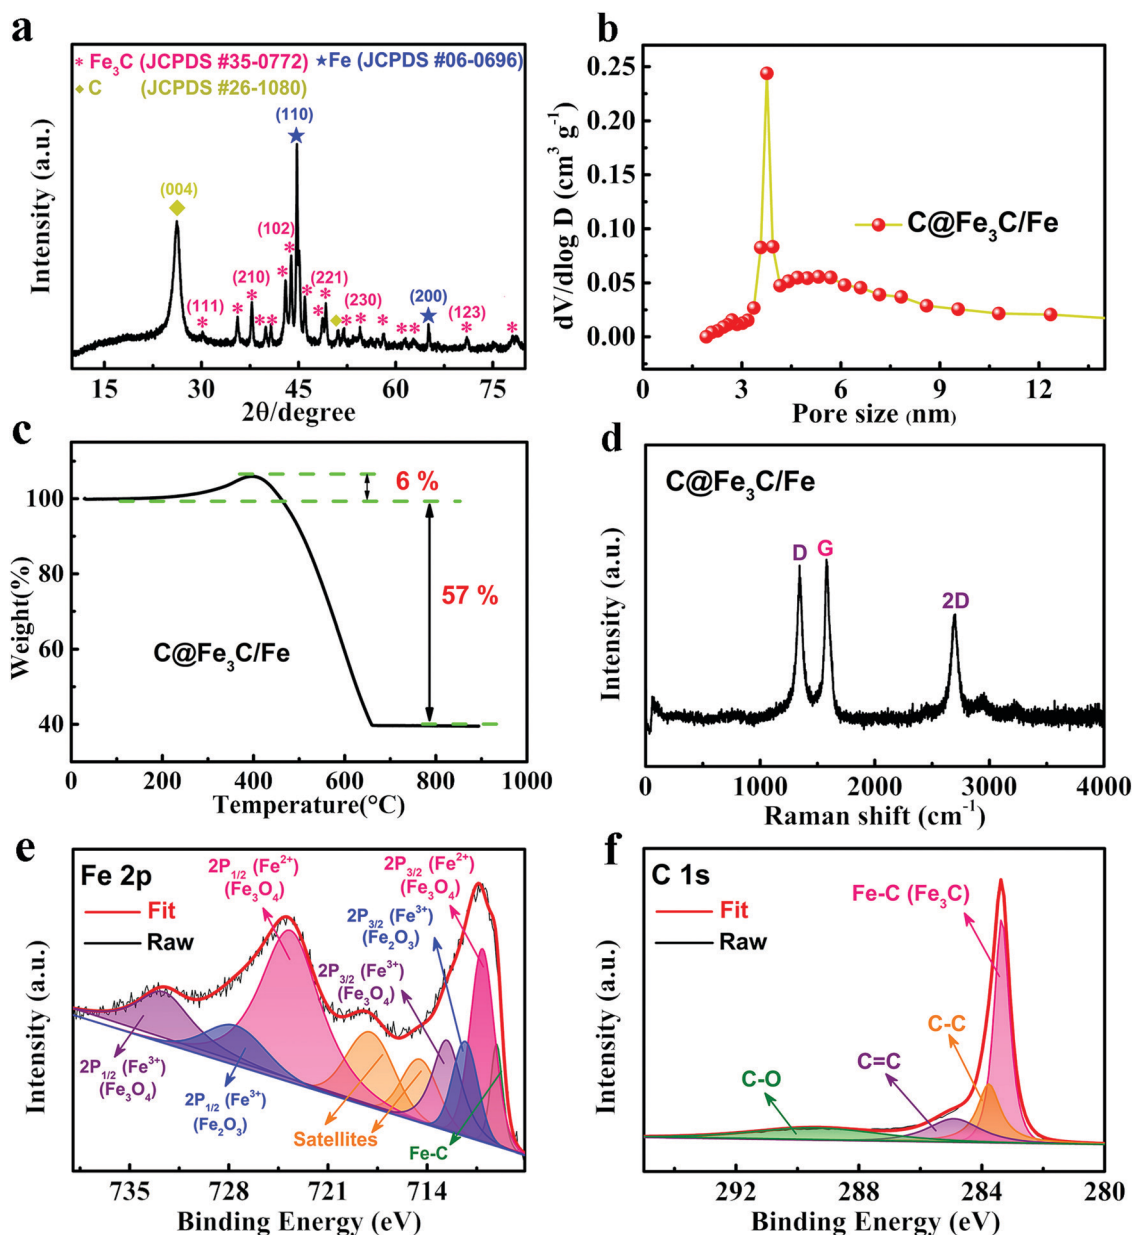 a
* Fe₃C (JCPDS #35-0772) ★Fe (JCPDS #06-0696)
◆ C (JCPDS #26-1080)
(110)
(004)
(102)
(210)
(221)
(111)
(230)
(200)
(123)
Intensity (a.u.)
15 30 45 60 75
2θ/degree
b
0.25
0.20
0.15
0.10
0.05
0.00
dV/dlog D (cm³ g⁻¹)
C@Fe₃C/Fe
0 3 6 9 12
Pore size (nm)
c
100
80
60
40
Weight(%)
6 %
57 %
C@Fe₃C/Fe
0 200 400 600 800 1000
Temperature(°C)
d
C@Fe₃C/Fe
D
G
2D
Intensity (a.u.)
0 1000 2000 3000 4000
Raman shift (cm⁻¹)
e
Fe 2p
Fit
Raw
2P₁/₂ (Fe²⁺)
(Fe₃O₄)
2P₃/₂ (Fe²⁺)
(Fe₃O₄)
2P₃/₂ (Fe³⁺)
(Fe₂O₃)
2P₃/₂ (Fe³⁺)
(Fe₃O₄)
2P₁/₂ (Fe³⁺)
(Fe₃O₄)
2P₁/₂ (Fe³⁺)
(Fe₂O₃)
Satellites
Fe-C
Intensity (a.u.)
735 728 721 714
Binding Energy (eV)
f
C 1s
Fit
Raw
Fe-C (Fe₃C)
C-C
C=C
C-O
Intensity (a.u.)
292 288 284 280
Binding Energy (eV)